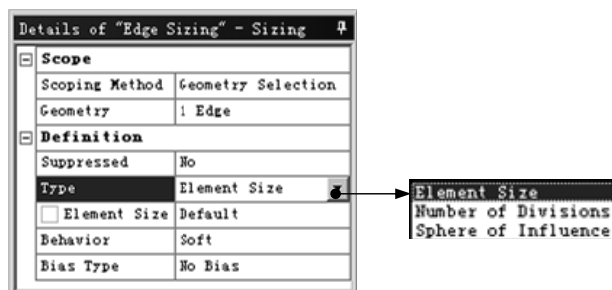 Details of "Edge Sizing" - Sizing
Scope
Scoping Method Geometry Selection
Geometry 1 Edge
Definition
Suppressed No
Type Element Size
Element Size Default
Behavior Soft
Bias Type No Bias
Element Size
Number of Divisions
Sphere of Influence